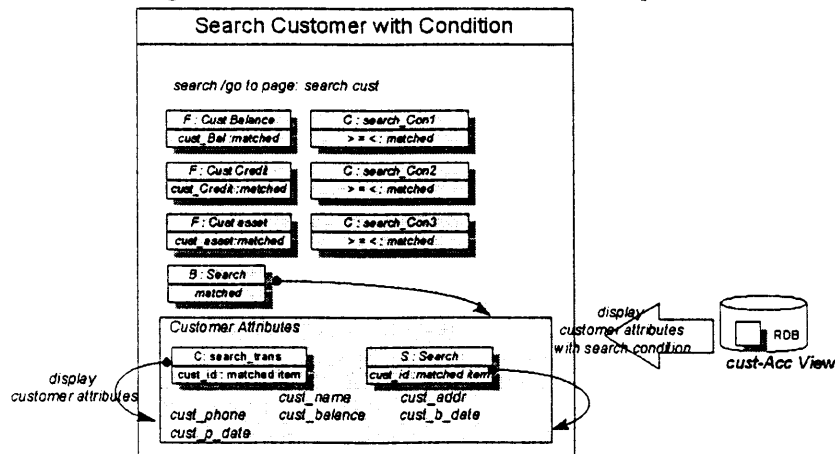 Search Customer with Condition
search /go to page: search cust
F : Cust Balance
cust_Bal :matched
C : search_Con1
> = < : matched
F : Cust Credit
cust_Credit :matched
C : search_Con2
> = < : matched
F : Cust asset
cust_asset:matched
C : search_Con3
> = < : matched
B : Search
matched
Customer Attributes
C: search_trans
cust_id : matched item
S : Search
cust_id :matched item
cust_name
cust_addr
cust_phone
cust_balance
cust_b_date
cust_p_date
display
customer attributes
display
customer attributes
with search condition
RDB
cust-Acc View